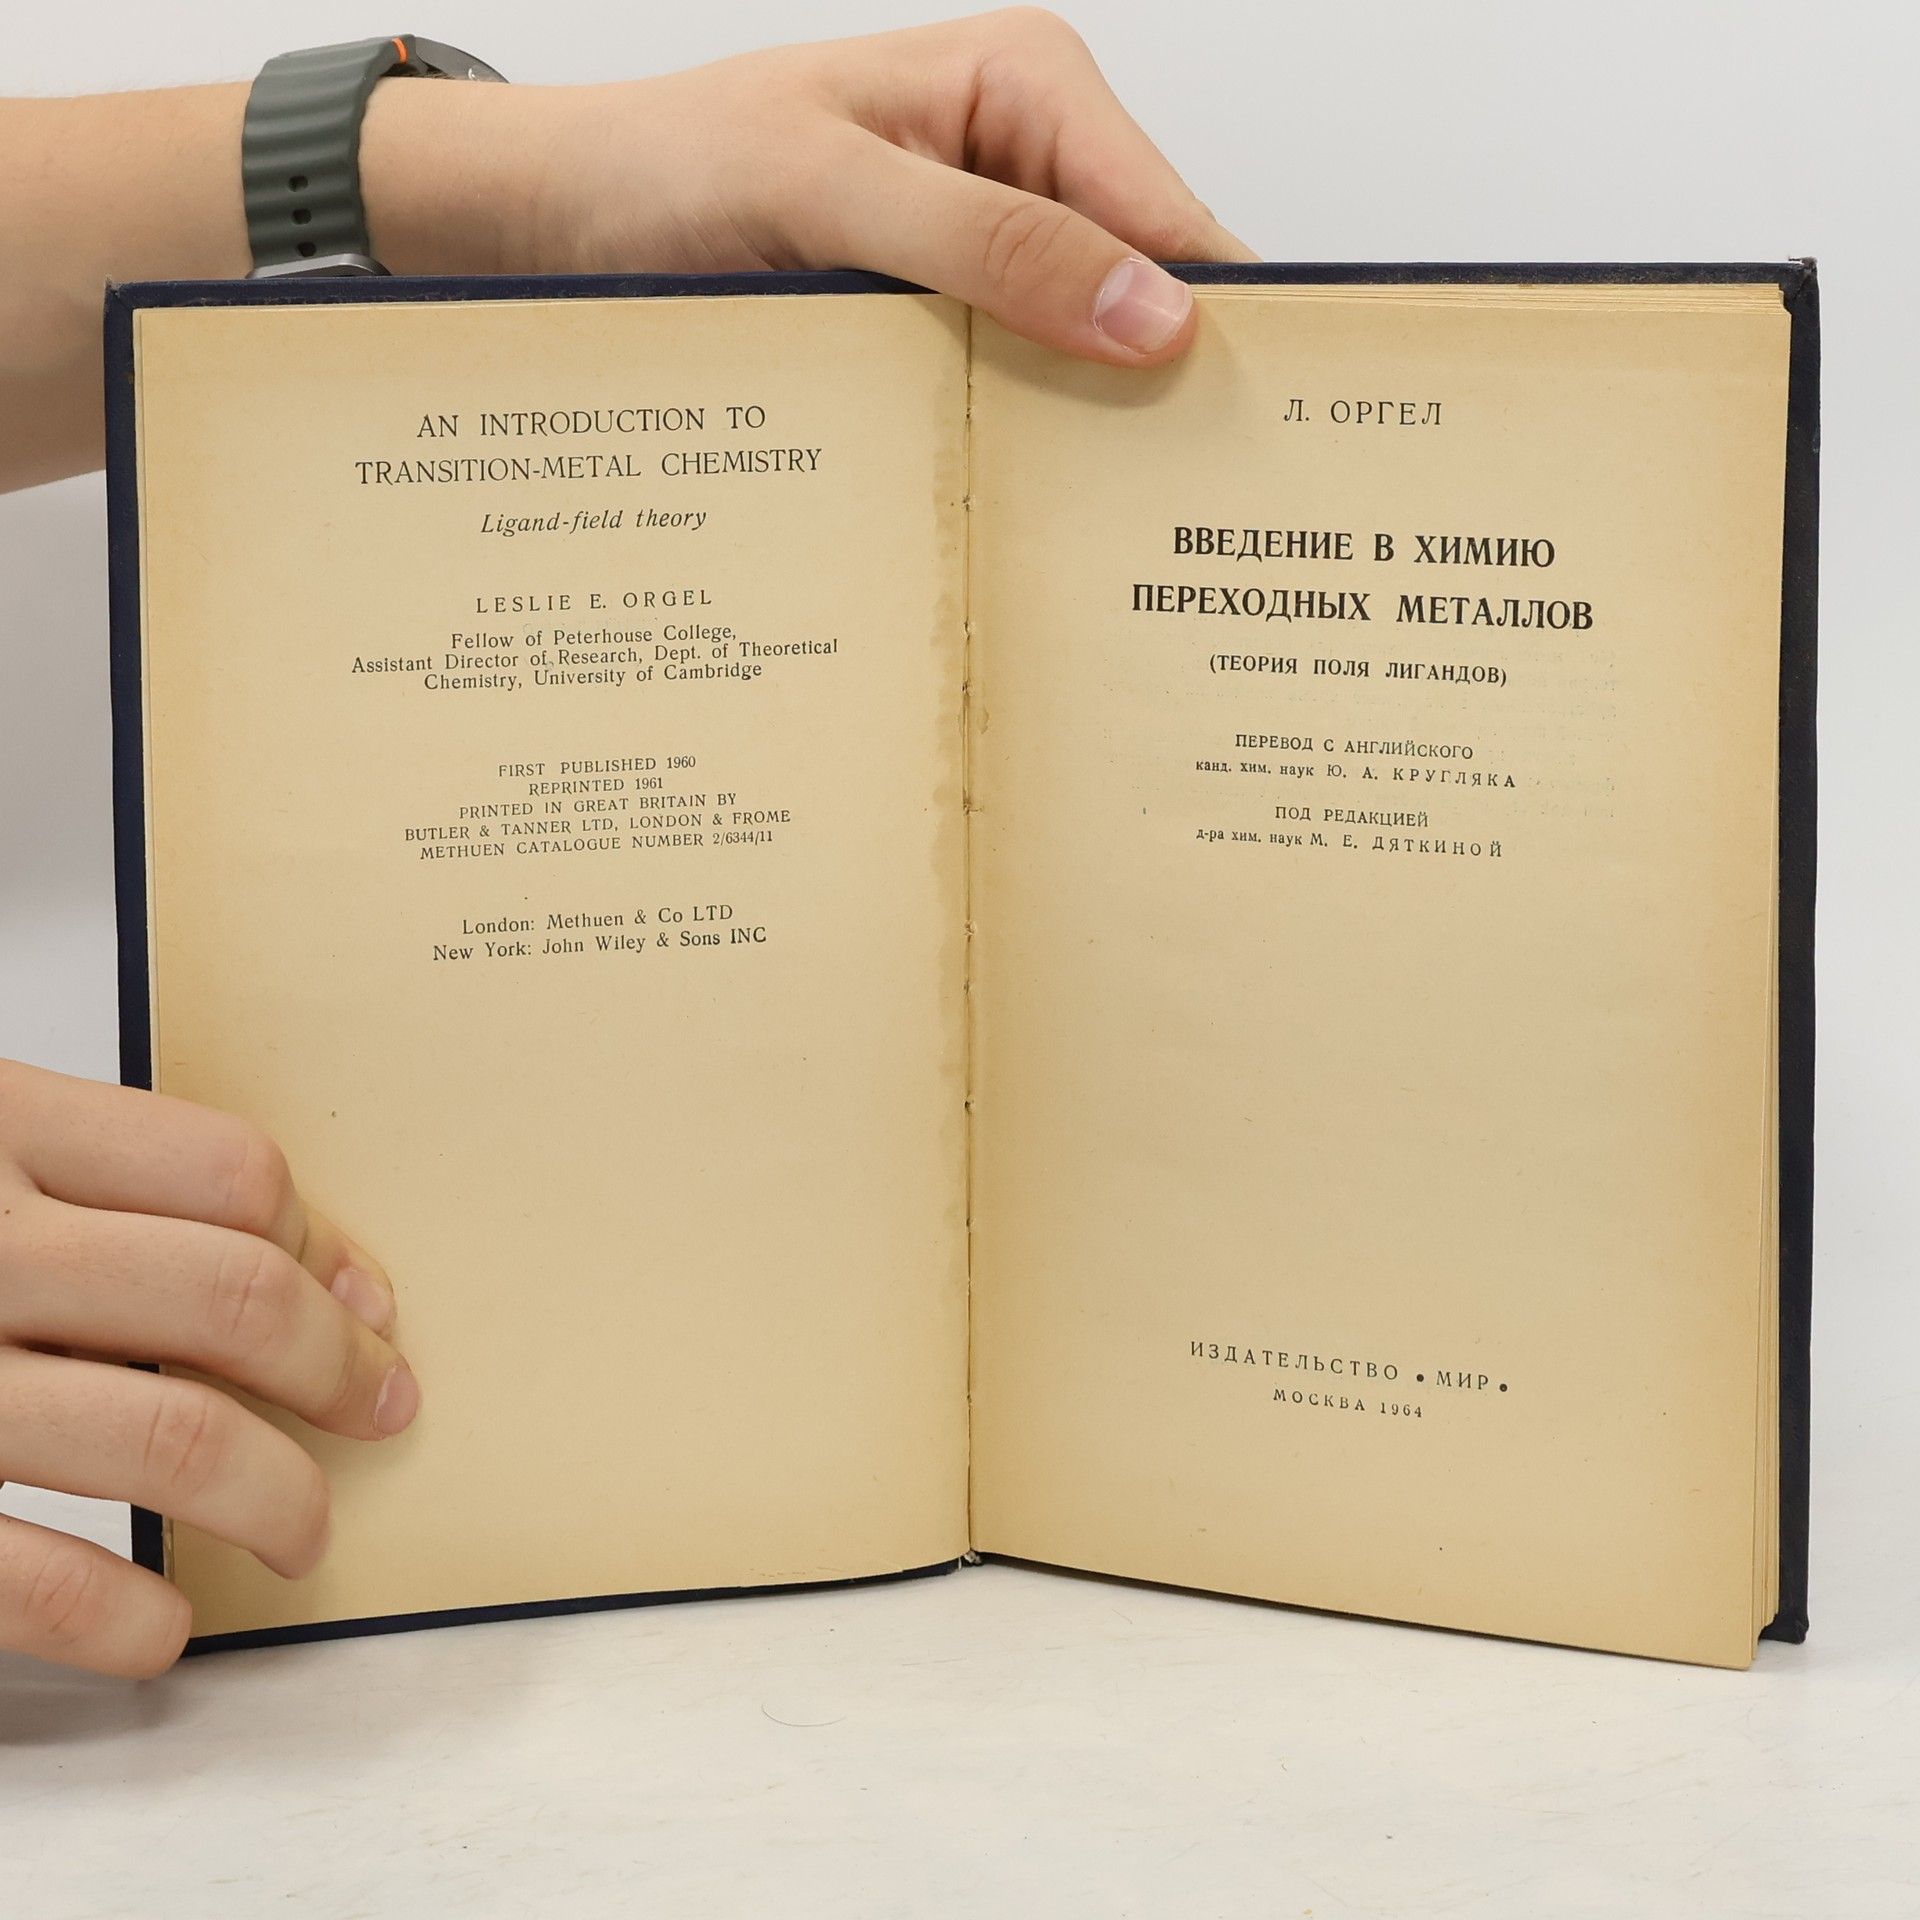 AN INTRODUCTION TO
TRANSITION-METAL CHEMISTRY
Ligand-field theory
LESLIE E. ORGEL
Fellow of Peterhouse College,
Assistant Director of Research, Dept. of Theoretical
Chemistry, University of Cambridge
FIRST PUBLISHED 1960
REPRINTED 1961
PRINTED IN GREAT BRITAIN BY
BUTLER & TANNER LTD, LONDON & FROME
METHUEN CATALOGUE NUMBER 2/6344/11
London: Methuen & Co LTD
New York: John Wiley & Sons INC
Л. ОРГЕЛ
ВВЕДЕНИЕ В ХИМИЮ
ПЕРЕХОДНЫХ МЕТАЛЛОВ
(ТЕОРИЯ ПОЛЯ ЛИГАНДОВ)
ПЕРЕВОД С АНГЛИЙСКОГО
канд. хим. наук Ю. А. КРУГЛЯКА
ПОД РЕДАКЦИЕЙ
д-ра хим. наук М. Е. ДЯТКИНОЙ
ИЗДАТЕЛЬСТВО • МИР •
МОСКВА 1964